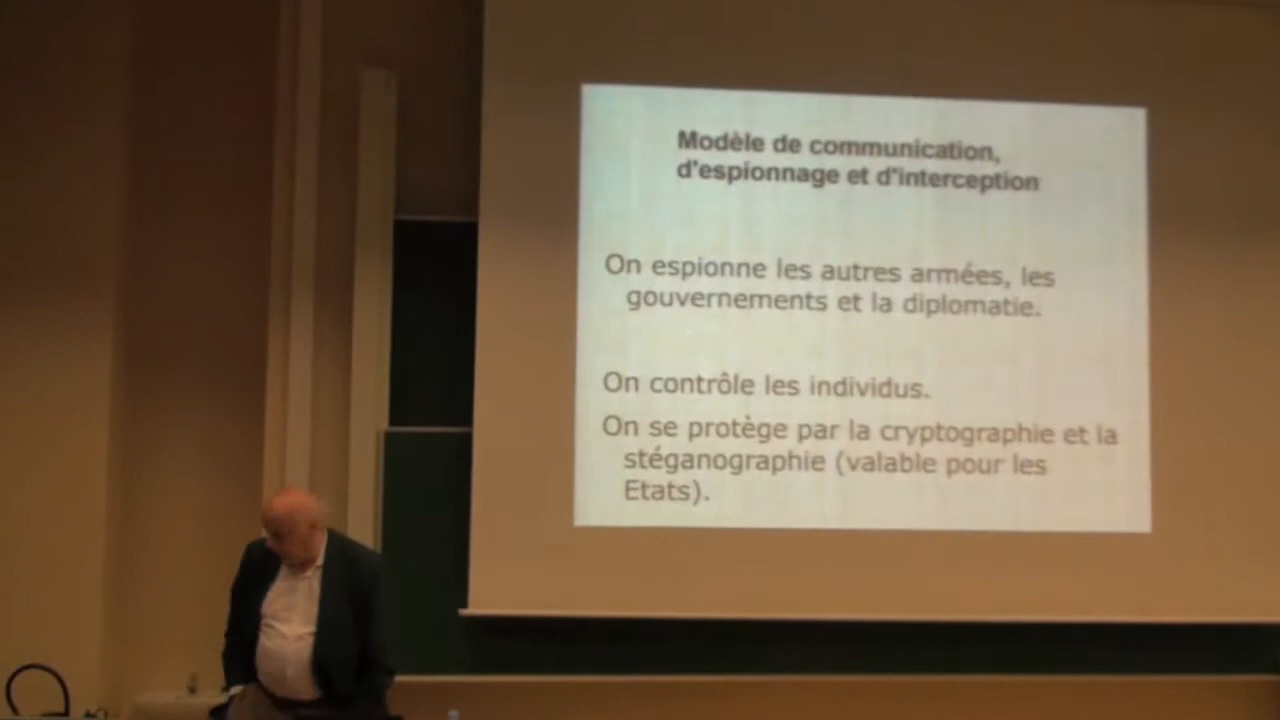 Modèle de communication,
d'espionnage et d'interception
On espionne les autres armées, les
gouvernements et la diplomatie.
On contrôle les individus.
On se protège par la cryptographie et la
stéganographie (valable pour les
Etats).